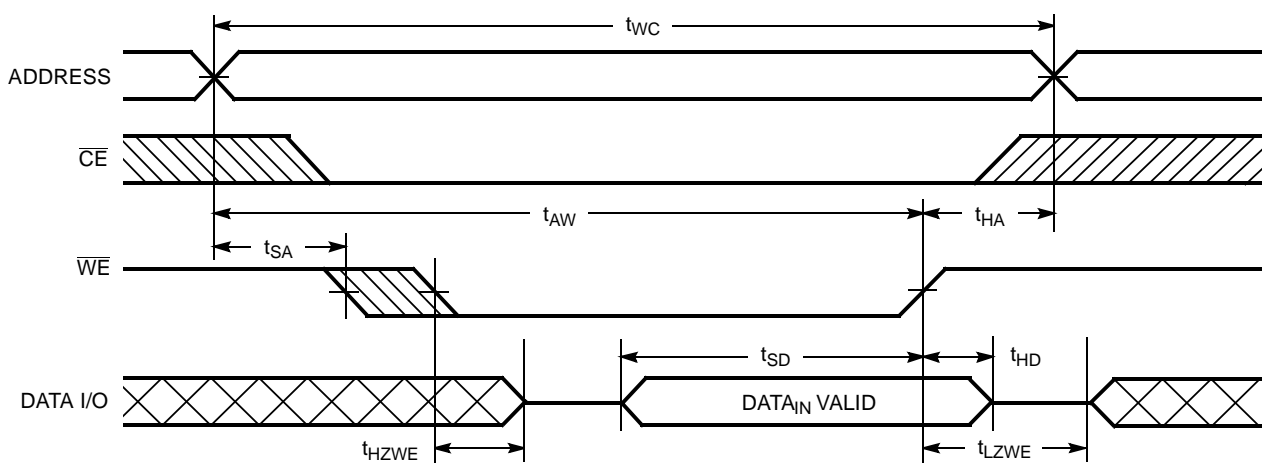 tWC
ADDRESS
CE
tAW
tHA
tSA
WE
tSD
tHD
DATA I/O
DATAIN VALID
tHZWE
tLZWE